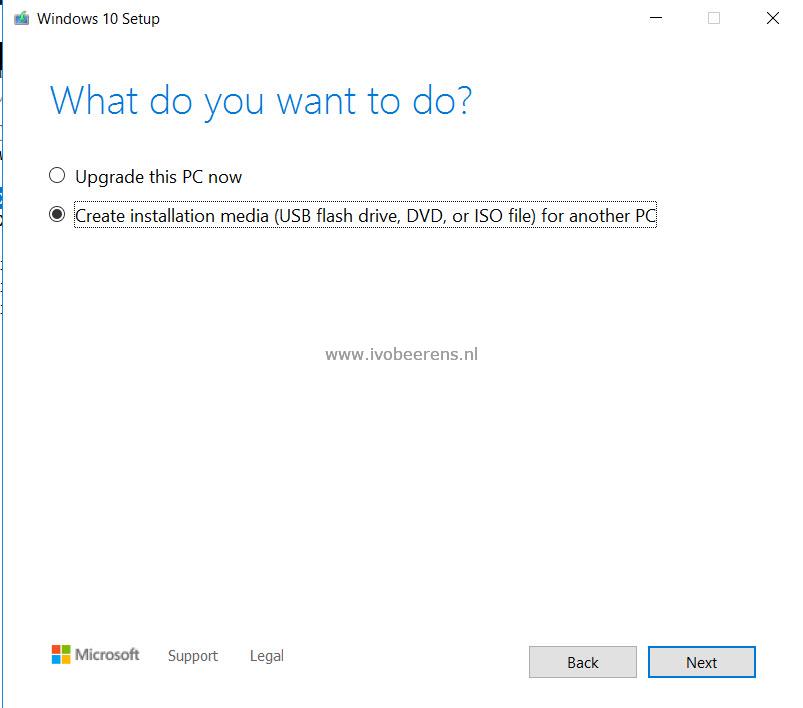 Windows 10 Setup
What do you want to do?
Upgrade this PC now
Create installation media (USB flash drive, DVD, or ISO file) for another PC
www.ivobeerens.nl
Microsoft Support Legal Back Next